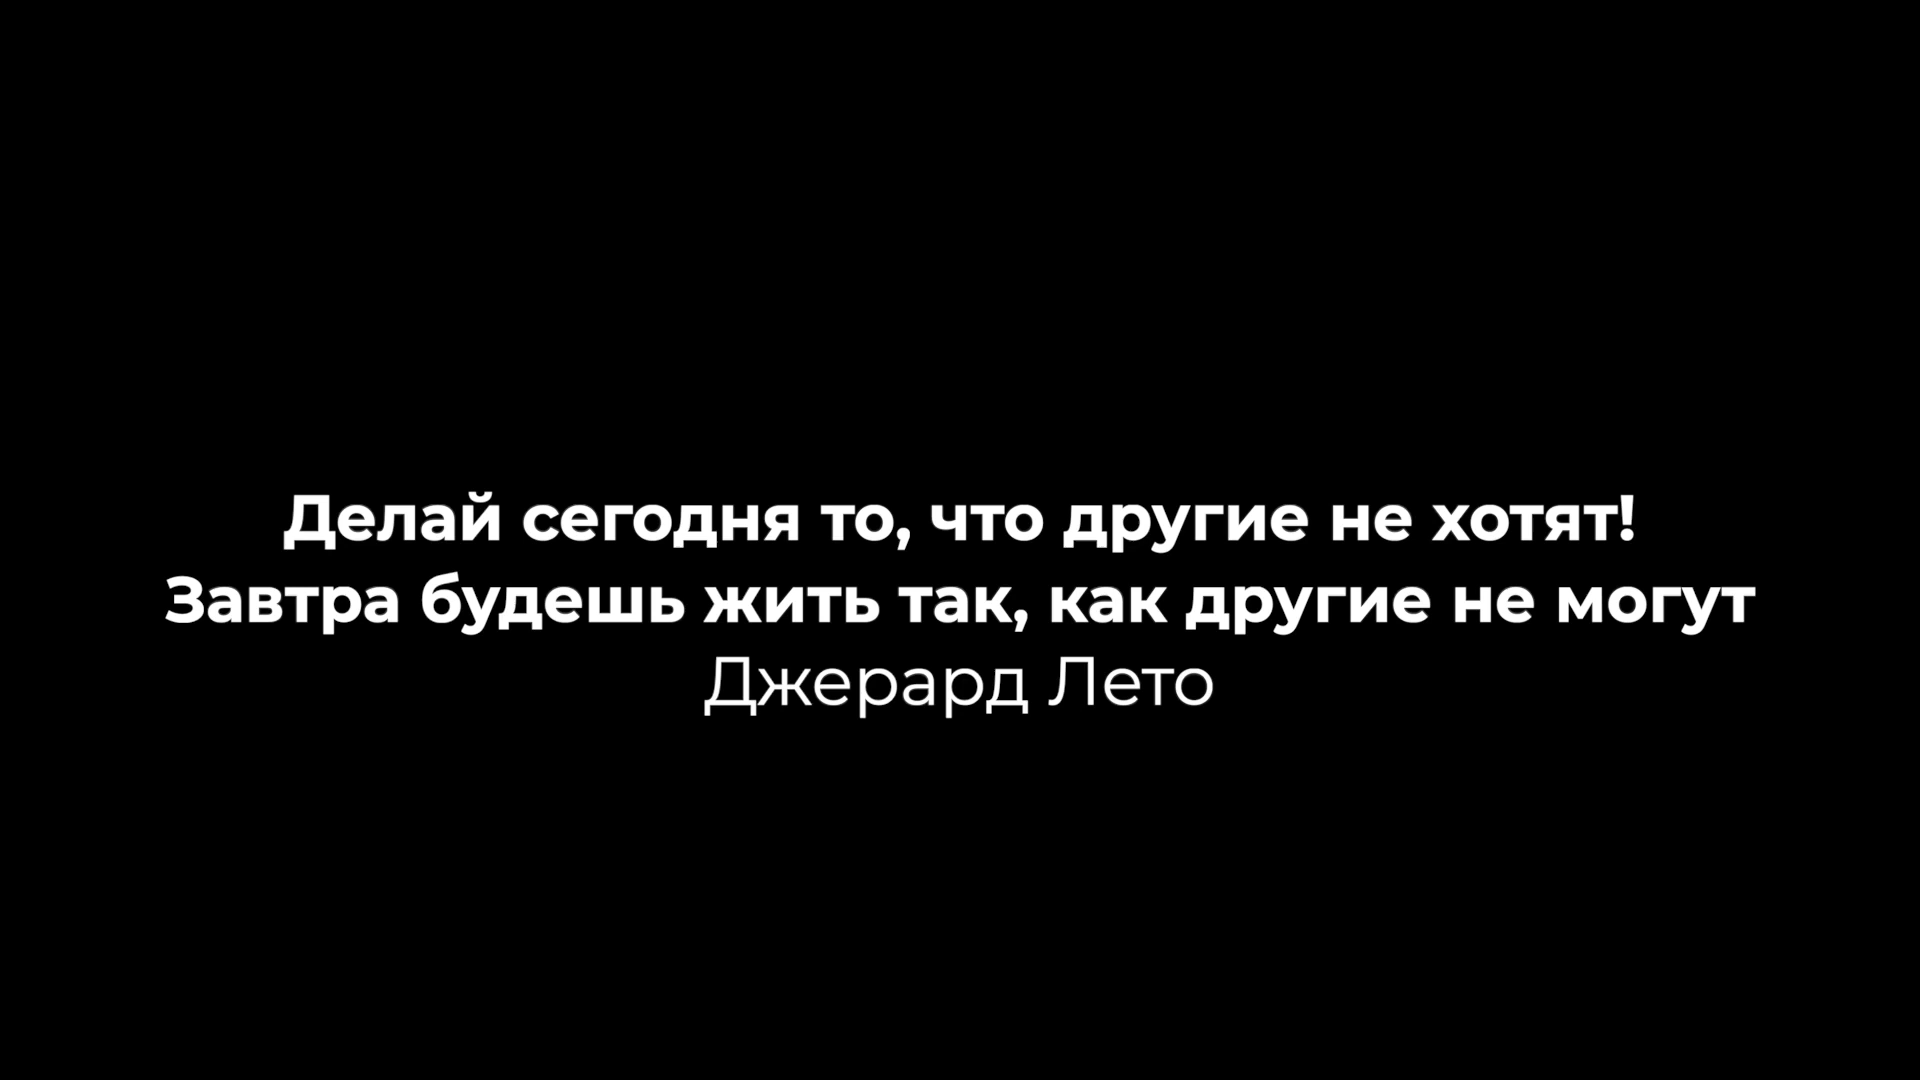 Делай сегодня то, что другие не хотят!
Завтра будешь жить так, как другие не могут
Джерард Лето